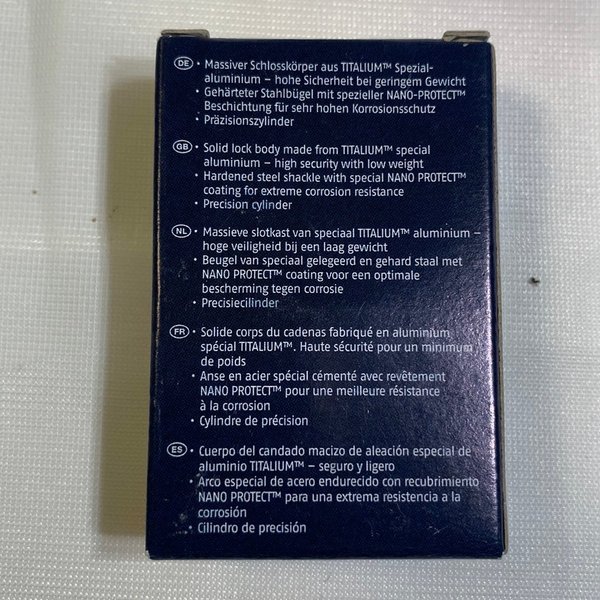 DE • Massiver Schlosskörper aus TITALIUM™ Spezial-
aluminium – hohe Sicherheit bei geringem Gewicht
• Gehärteter Stahlbügel mit spezieller NANO-PROTECT™
Beschichtung für sehr hohen Korrosionsschutz
• Präzisionszylinder
GB • Solid lock body made from TITALIUM™ special
aluminium – high security with low weight
• Hardened steel shackle with special NANO PROTECT™
coating for extreme corrosion resistance
• Precision cylinder
NL • Massieve slotkast van speciaal TITALIUM™ aluminium –
hoge veiligheid bij een laag gewicht
• Beugel van speciaal gelegeerd en gehard staal met
NANO PROTECT™ coating voor een optimale
bescherming tegen corrosie
• Precisiecilinder
FR • Solide corps du cadenas fabriqué en aluminium
spécial TITALIUM™. Haute sécurité pour un minimum
de poids
• Anse en acier spécial cémenté avec revêtement
NANO PROTECT™ pour une meilleure résistance
à la corrosion
• Cylindre de précision
ES • Cuerpo del candado macizo de aleación especial de
aluminio TITALIUM™ – seguro y ligero
• Arco especial de acero endurecido con recubrimiento
NANO PROTECT™ para una extrema resistencia a la
corrosión
• Cilindro de precisión